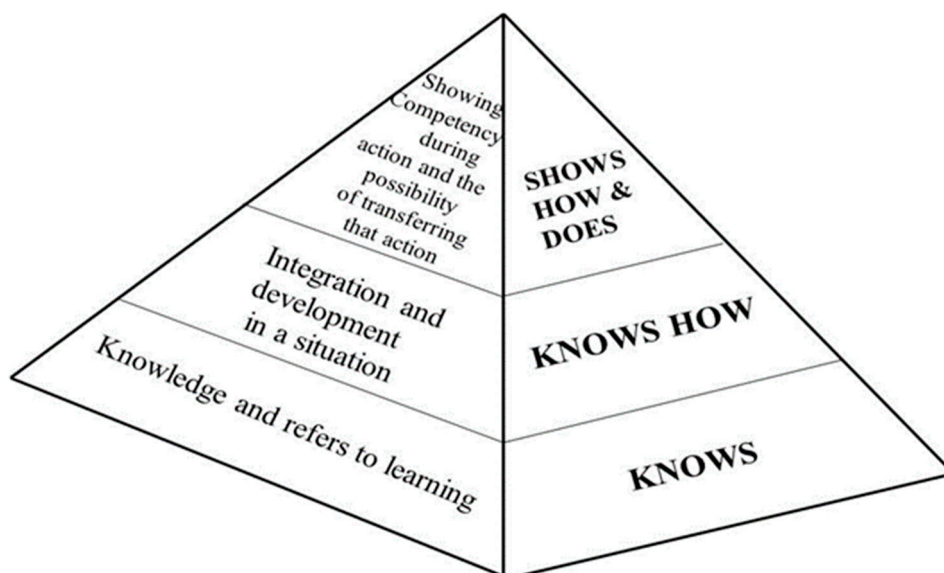 Showing
Competency
during
action and the
possibility
of transferring
that action
SHOWS
HOW &
DOES
Integration and
development
in a situation
KNOWS HOW
Knowledge and refers to learning
KNOWS